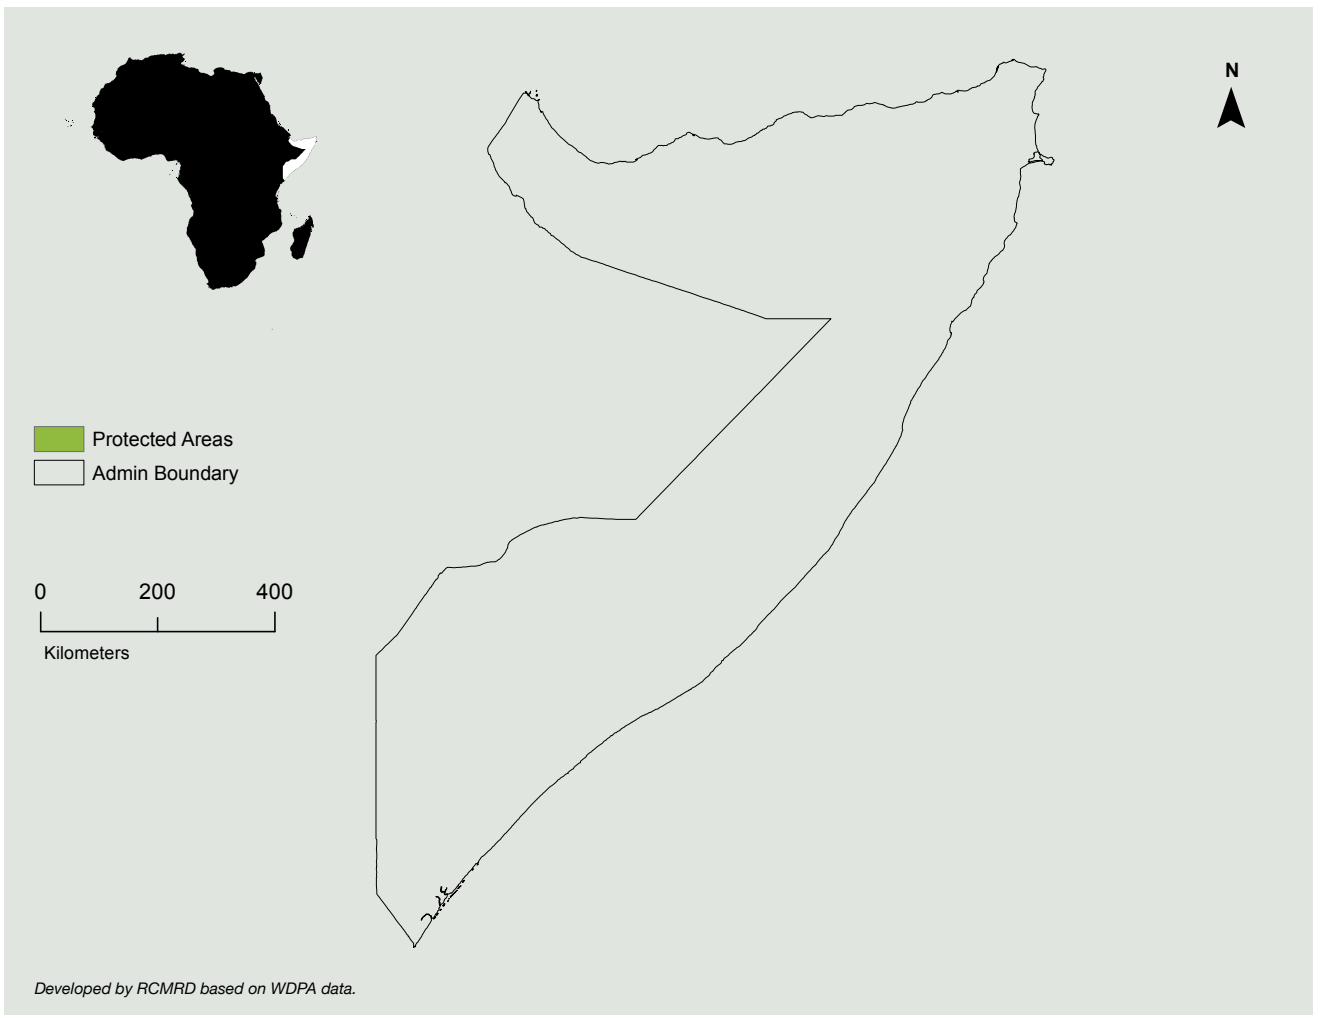 N
Protected Areas
Admin Boundary
0 200 400
Kilometers
Developed by RCMRD based on WDPA data.